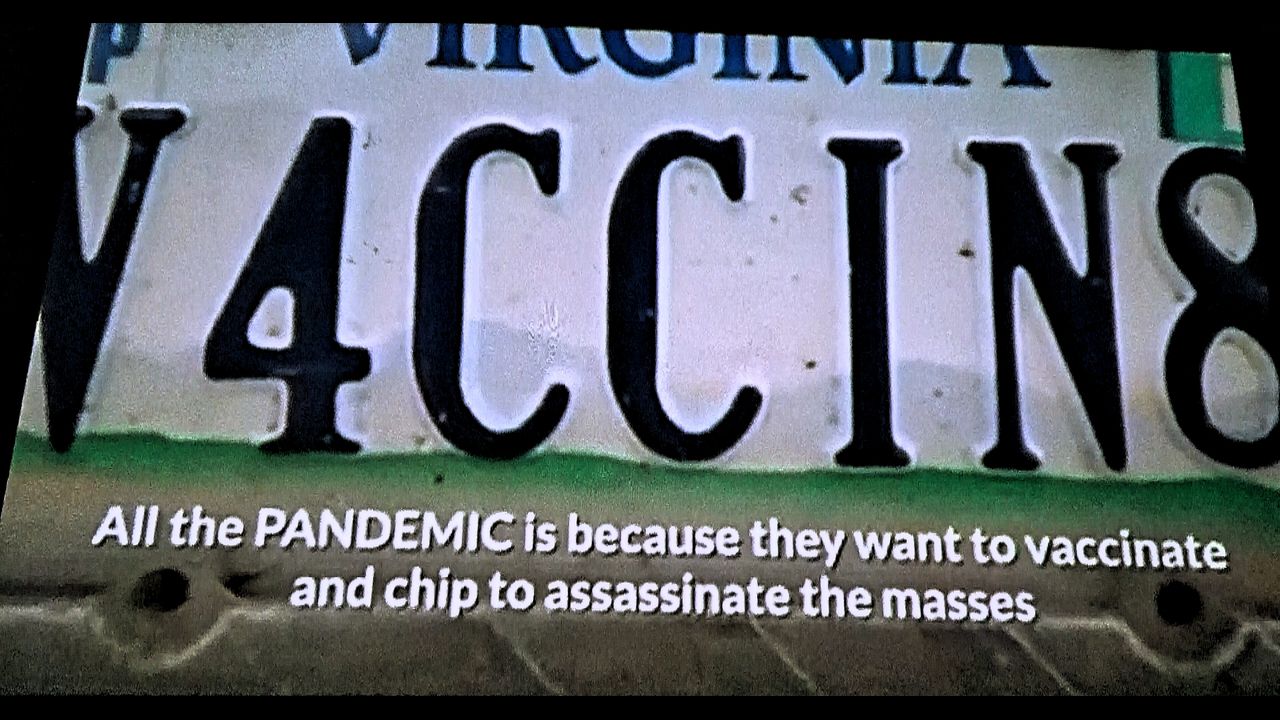 VIRGINIA
V4CCIN8
All the PANDEMIC is because they want to vaccinate
and chip to assassinate the masses